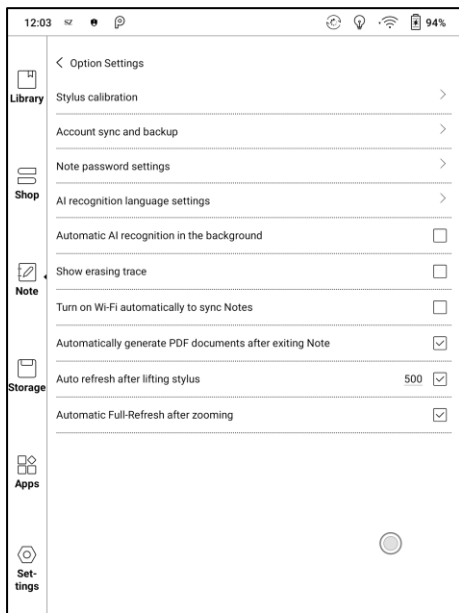 12:03 sz 94%
Option Settings
Library
Stylus calibration
Account sync and backup
Note password settings
Shop
AI recognition language settings
Automatic AI recognition in the background
Show erasing trace
Note
Turn on Wi-Fi automatically to sync Notes
Automatically generate PDF documents after exiting Note
Auto refresh after lifting stylus 500
Storage
Automatic Full-Refresh after zooming
Apps
Set-
tings